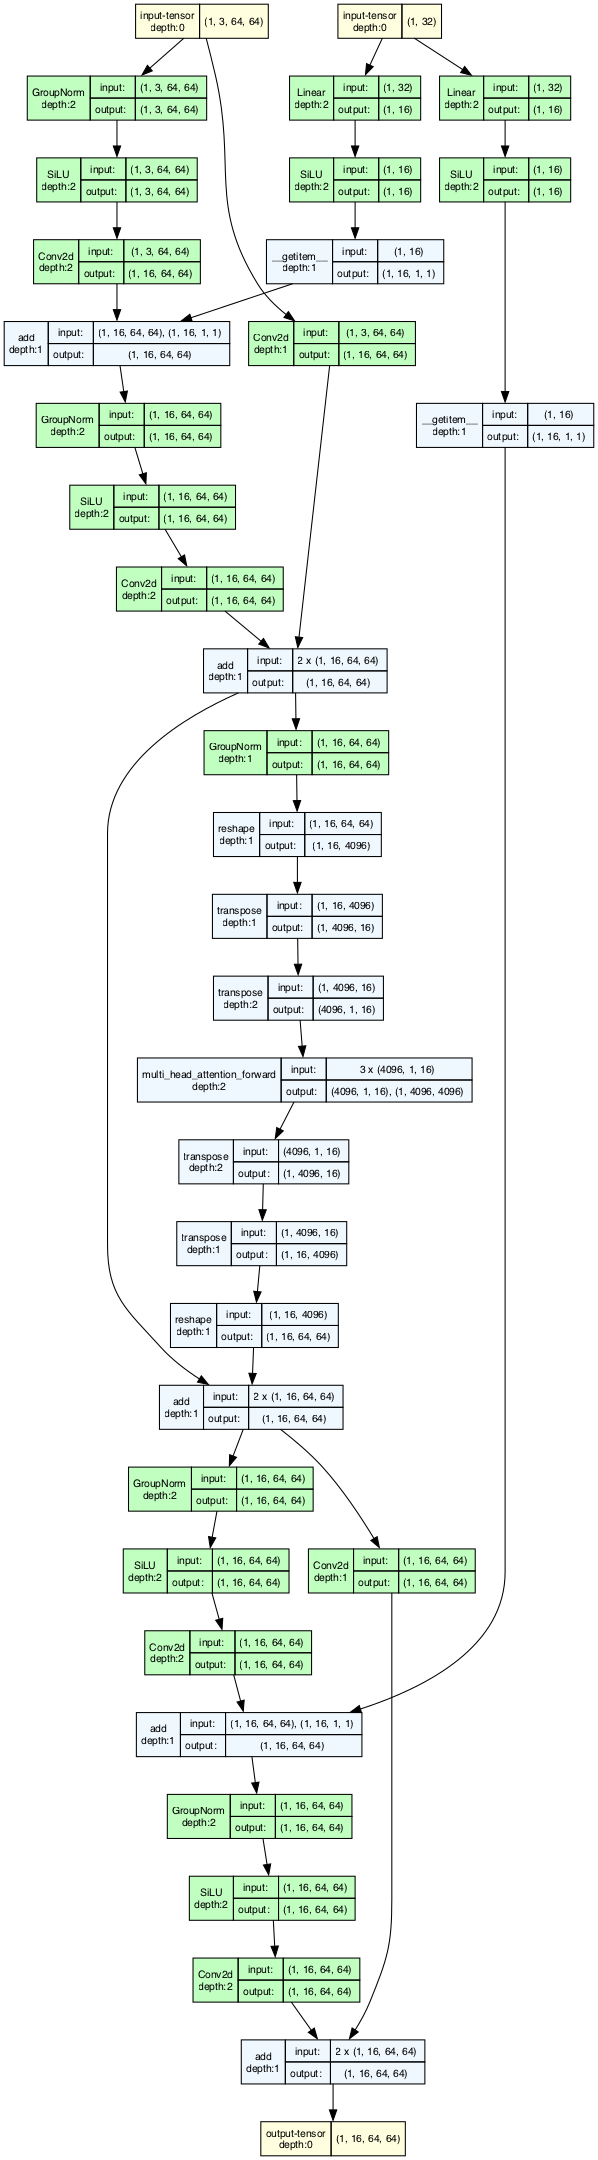 input-tensor
depth:0
(1, 3, 64, 64)
input-tensor
depth:0
(1, 32)
GroupNorm
depth:2
input:
(1, 3, 64, 64)
output:
(1, 3, 64, 64)
Linear
depth:2
input:
(1, 32)
output:
(1, 16)
Linear
depth:2
input:
(1, 32)
output:
(1, 16)
SiLU
depth:2
input:
(1, 3, 64, 64)
output:
(1, 3, 64, 64)
SiLU
depth:2
input:
(1, 16)
output:
(1, 16)
SiLU
depth:2
input:
(1, 16)
output:
(1, 16)
Conv2d
depth:2
input:
(1, 3, 64, 64)
output:
(1, 16, 64, 64)
__getitem__
depth:1
input:
(1, 16)
output:
(1, 16, 1, 1)
add
depth:1
input:
(1, 16, 64, 64), (1, 16, 1, 1)
output:
(1, 16, 64, 64)
Conv2d
depth:1
input:
(1, 3, 64, 64)
output:
(1, 16, 64, 64)
GroupNorm
depth:2
input:
(1, 16, 64, 64)
output:
(1, 16, 64, 64)
__getitem__
depth:1
input:
(1, 16)
output:
(1, 16, 1, 1)
SiLU
depth:2
input:
(1, 16, 64, 64)
output:
(1, 16, 64, 64)
Conv2d
depth:2
input:
(1, 16, 64, 64)
output:
(1, 16, 64, 64)
add
depth:1
input:
2 x (1, 16, 64, 64)
output:
(1, 16, 64, 64)
GroupNorm
depth:1
input:
(1, 16, 64, 64)
output:
(1, 16, 64, 64)
reshape
depth:1
input:
(1, 16, 64, 64)
output:
(1, 16, 4096)
transpose
depth:1
input:
(1, 16, 4096)
output:
(1, 4096, 16)
transpose
depth:2
input:
(1, 4096, 16)
output:
(4096, 1, 16)
multi_head_attention_forward
depth:2
input:
3 x (4096, 1, 16)
output:
(4096, 1, 16), (1, 4096, 4096)
transpose
depth:2
input:
(4096, 1, 16)
output:
(1, 4096, 16)
transpose
depth:1
input:
(1, 4096, 16)
output:
(1, 16, 4096)
reshape
depth:1
input:
(1, 16, 4096)
output:
(1, 16, 64, 64)
add
depth:1
input:
2 x (1, 16, 64, 64)
output:
(1, 16, 64, 64)
GroupNorm
depth:2
input:
(1, 16, 64, 64)
output:
(1, 16, 64, 64)
SiLU
depth:2
input:
(1, 16, 64, 64)
output:
(1, 16, 64, 64)
Conv2d
depth:1
input:
(1, 16, 64, 64)
output:
(1, 16, 64, 64)
Conv2d
depth:2
input:
(1, 16, 64, 64)
output:
(1, 16, 64, 64)
add
depth:1
input:
(1, 16, 64, 64), (1, 16, 1, 1)
output:
(1, 16, 64, 64)
GroupNorm
depth:2
input:
(1, 16, 64, 64)
output:
(1, 16, 64, 64)
SiLU
depth:2
input:
(1, 16, 64, 64)
output:
(1, 16, 64, 64)
Conv2d
depth:2
input:
(1, 16, 64, 64)
output:
(1, 16, 64, 64)
add
depth:1
input:
2 x (1, 16, 64, 64)
output:
(1, 16, 64, 64)
output-tensor
depth:0
(1, 16, 64, 64)